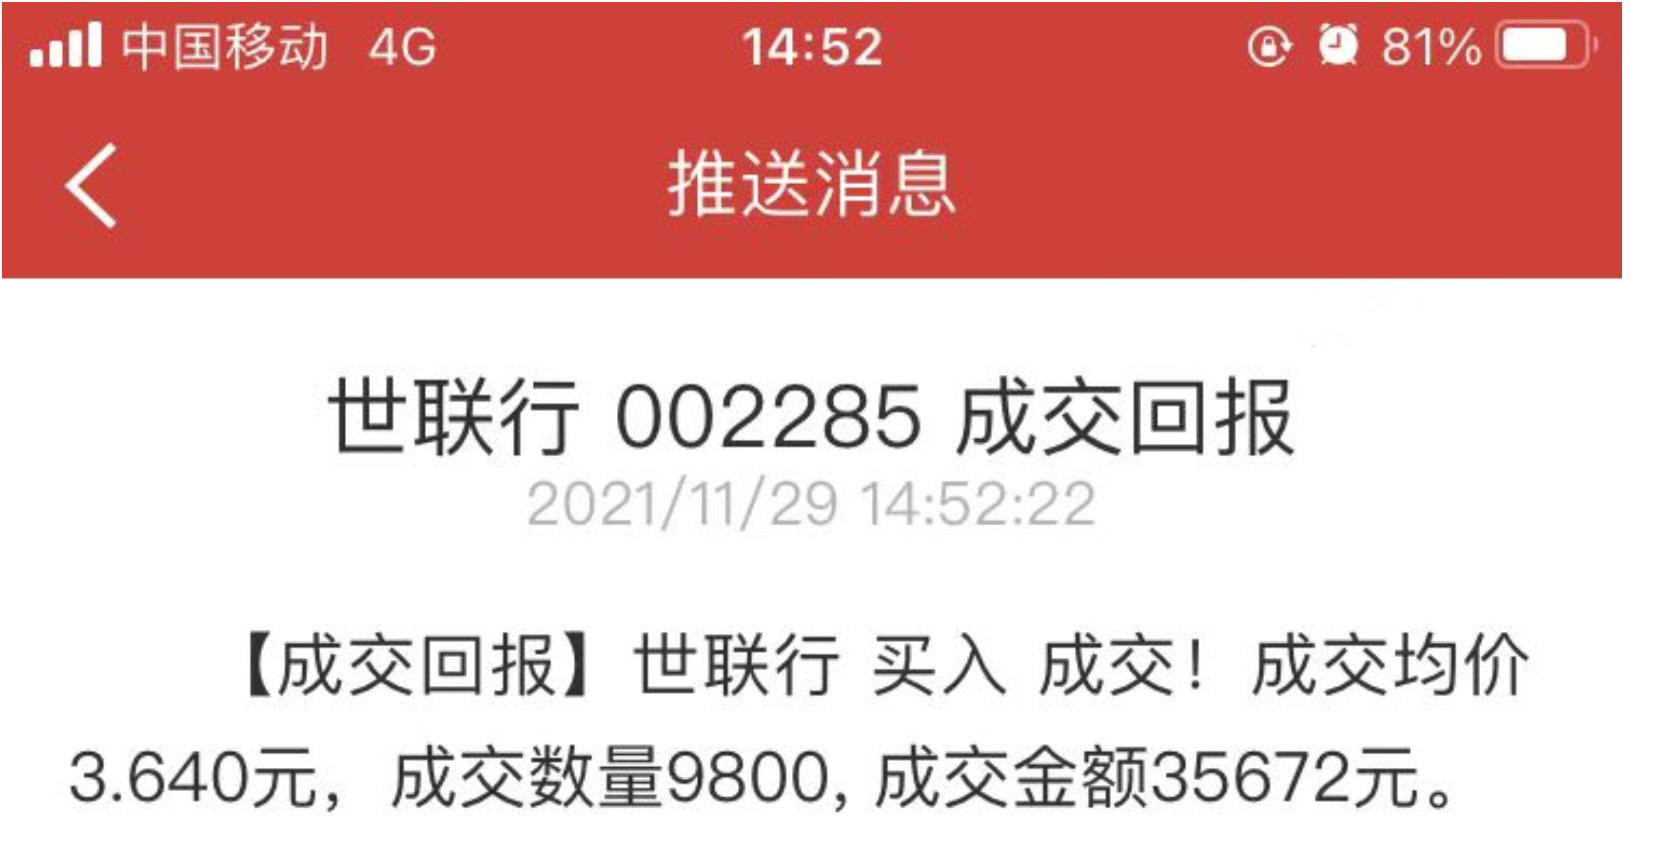 中国移动 4G 14:52 81%
推送消息
世联行 002285 成交回报
2021/11/29 14:52:22
【成交回报】世联行 买入 成交！成交均价
3.640元，成交数量9800, 成交金额35672元。